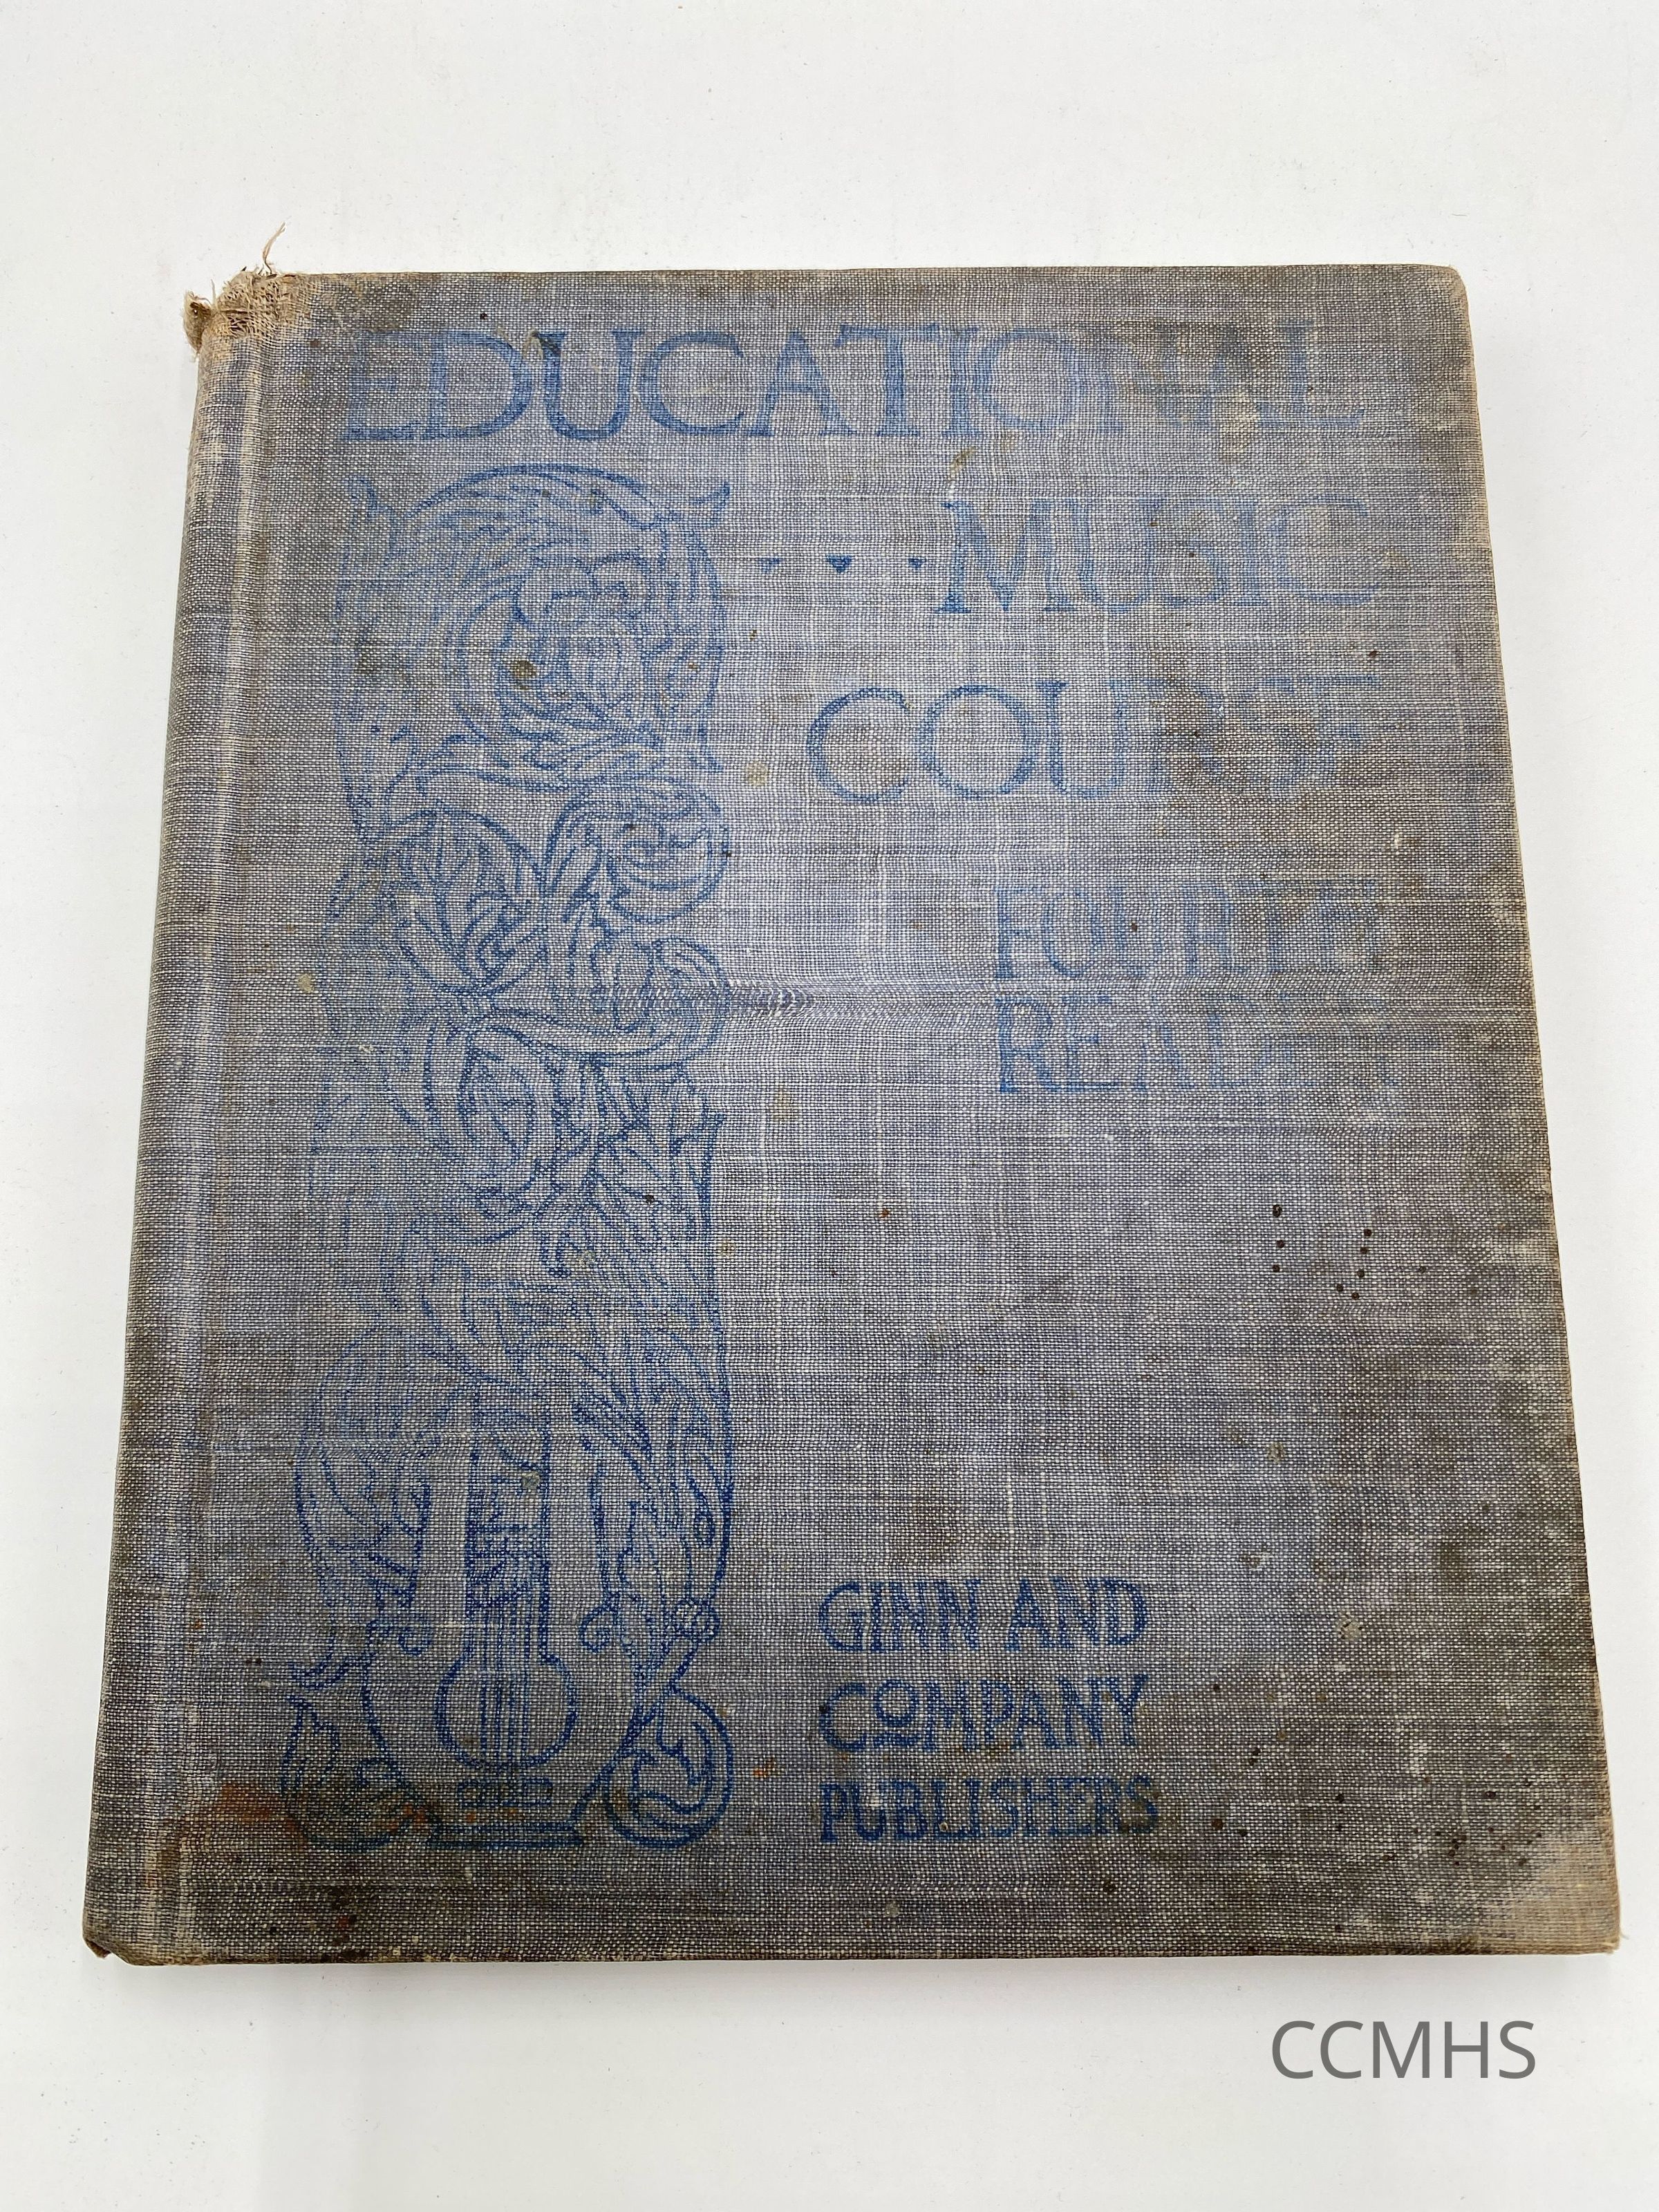 EDUCATIONAL
MUSIC
COURSE
FOURTH
READER
GINN AND
COMPANY
PUBLISHERS
CCMHS